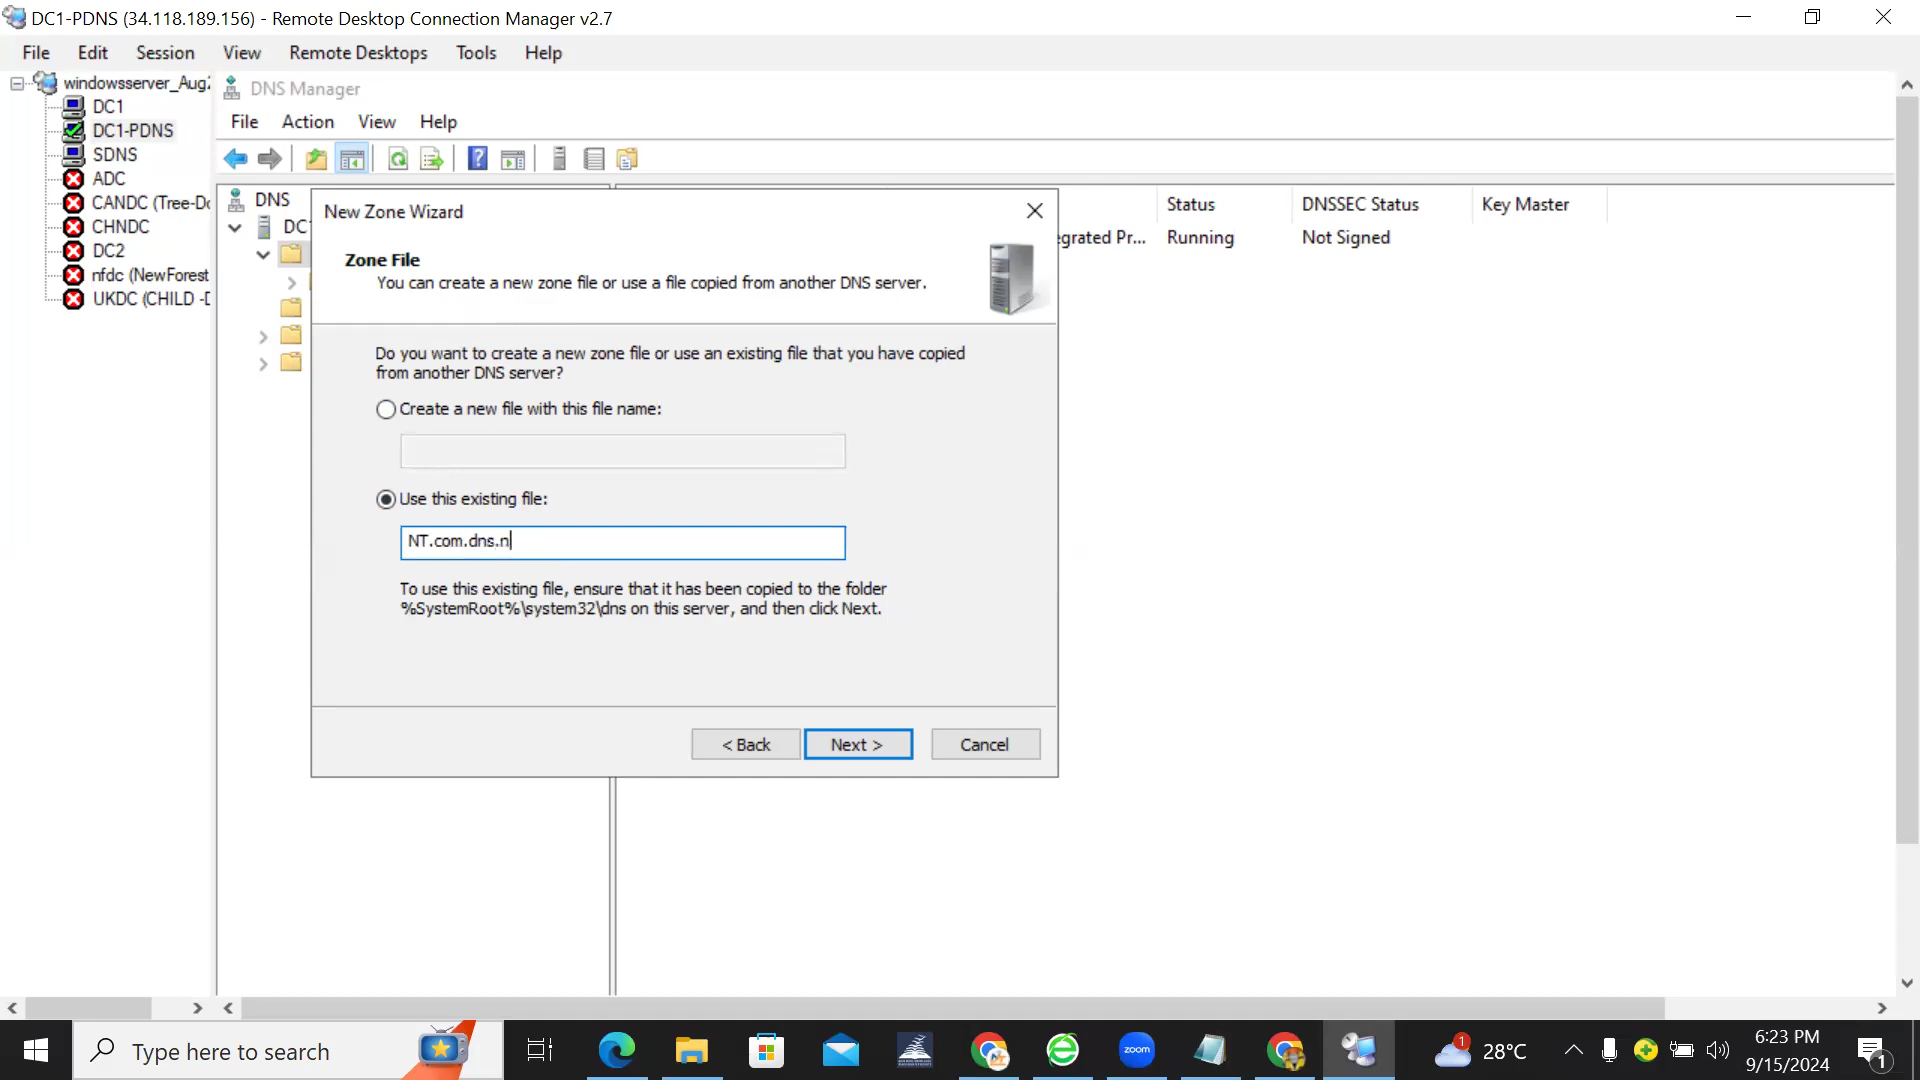 DC1-PDNS (34.118.189.156) - Remote Desktop Connection Manager v2.7
File Edit Session View Remote Desktops Tools Help
windowsserver_Aug2
DC1
DC1-PDNS
SDNS
ADC
CANDC (Tree-Do
CHNDC
DC2
nfdc (NewForest
UKDC (CHILD -D
DNS Manager
File Action View Help
DNS
DC1
Status DNSSEC Status Key Master
egrated Pr... Running Not Signed
New Zone Wizard
Zone File
You can create a new zone file or use a file copied from another DNS server.
Do you want to create a new zone file or use an existing file that you have copied
from another DNS server?
Create a new file with this file name:
Use this existing file:
NT.com.dns.n
To use this existing file, ensure that it has been copied to the folder
%SystemRoot%\system32\dns on this server, and then click Next.
< Back Next > Cancel
Type here to search
zoom
1
28°C
6:23 PM
9/15/2024
1